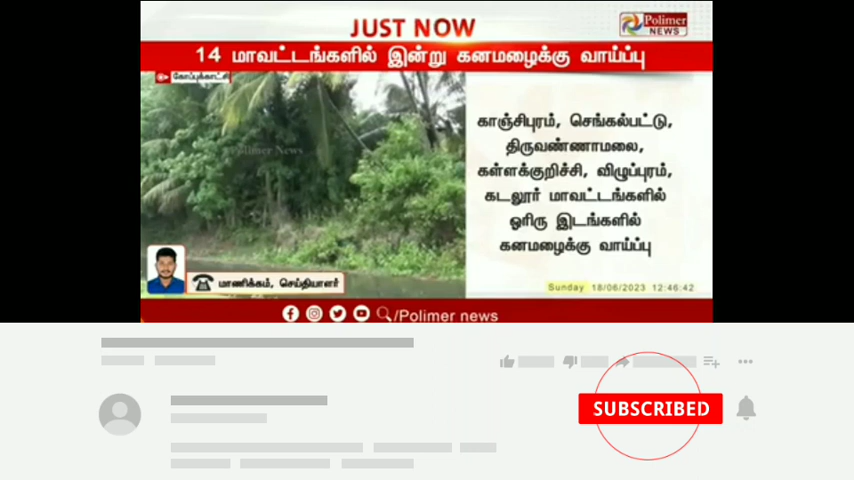 JUST NOW
Polimer
NEWS
14 மாவட்டங்களில் இன்று கனமழைக்கு வாய்ப்பு
கோப்புக்காட்சி
Polimer News
காஞ்சிபுரம், செங்கல்பட்டு,
திருவண்ணாமலை,
கள்ளக்குறிச்சி, விழுப்புரம்,
கடலூர் மாவட்டங்களில்
ஓரிரு இடங்களில்
கனமழைக்கு வாய்ப்பு
மாணிக்கம், செய்தியாளர்
Sunday 18/06/2023 12:46:42
/Polimer news
SUBSCRIBED